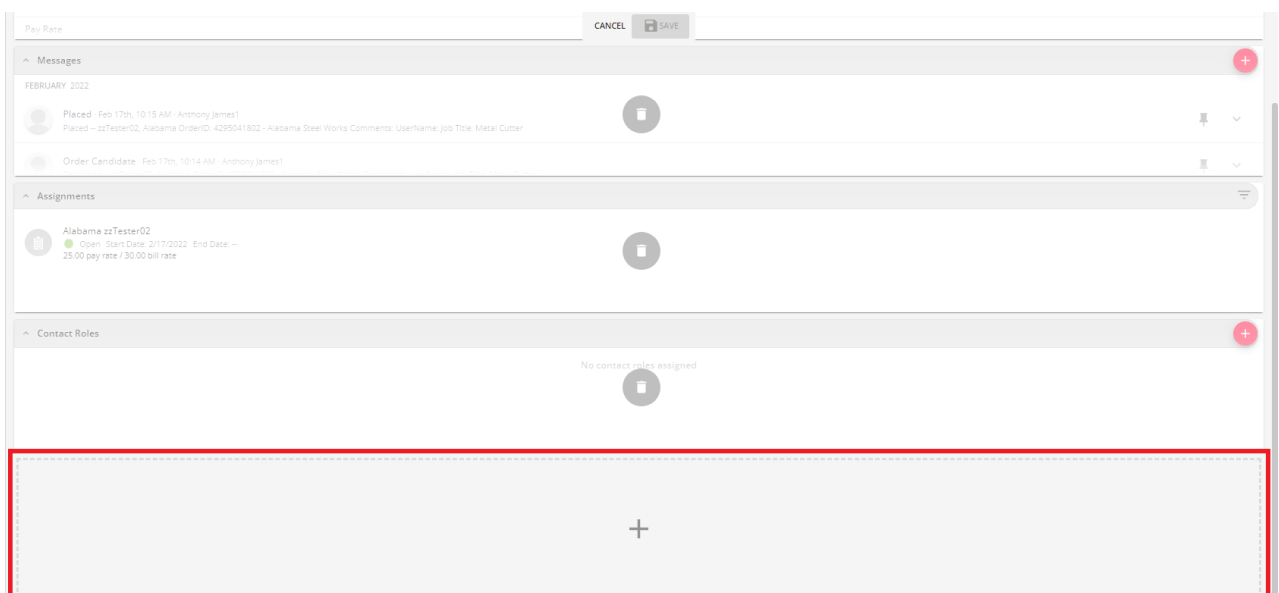 CANCEL SAVE
Pay Rate
Messages
FEBRUARY 2022
Placed · Feb 17th, 10:15 AM · Anthony James1
Placed -- zzTester02, Alabama OrderID: 4295041802 - Alabama Steel Works Comments: UserName: Job Title: Metal Cutter
Order Candidate · Feb 17th, 10:14 AM · Anthony James1
Assignments
Alabama zzTester02
Open Start Date: 2/17/2022 End Date: --
25.00 pay rate / 30.00 bill rate
Contact Roles
No contact roles assigned